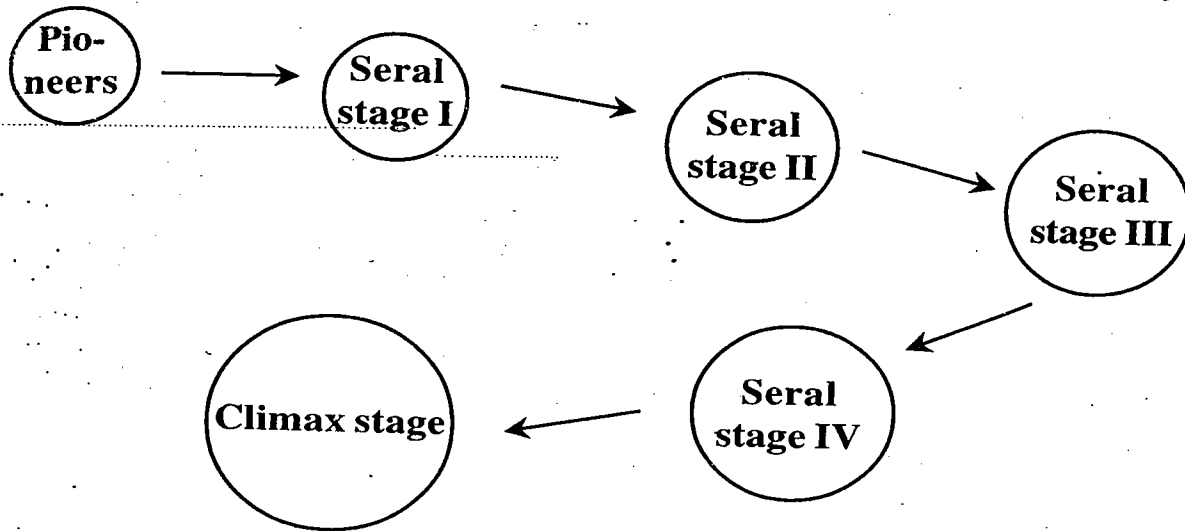 Pio-
neers
Seral
stage I
Seral
stage II
Seral
stage III
Seral
stage IV
Climax stage